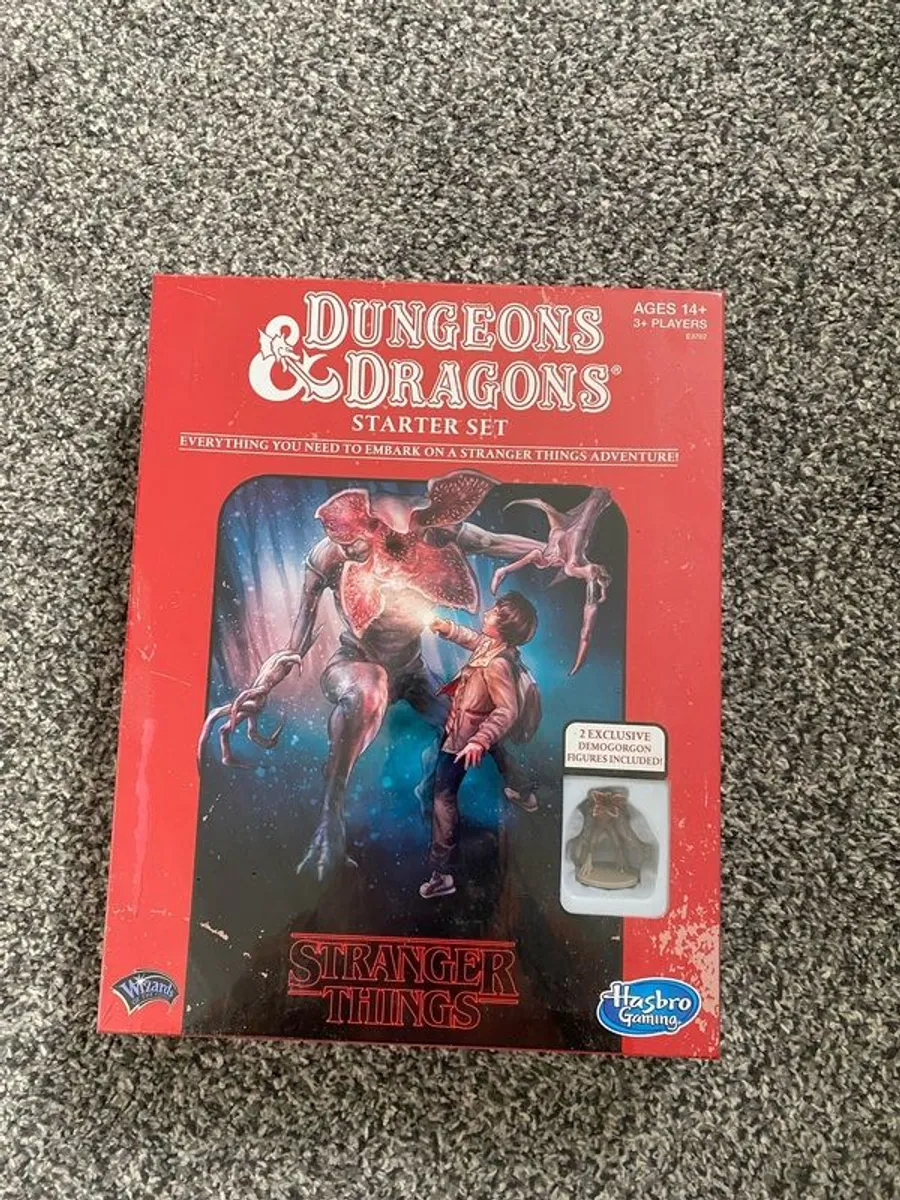 DUNGEONS
& DRAGONS®
STARTER SET
EVERYTHING YOU NEED TO EMBARK ON A STRANGER THINGS ADVENTURE!
AGES 14+
3+ PLAYERS
2 EXCLUSIVE
DEMOGORGON
FIGURES INCLUDED!
STRANGER
THINGS
Wizards
Hasbro
Gaming